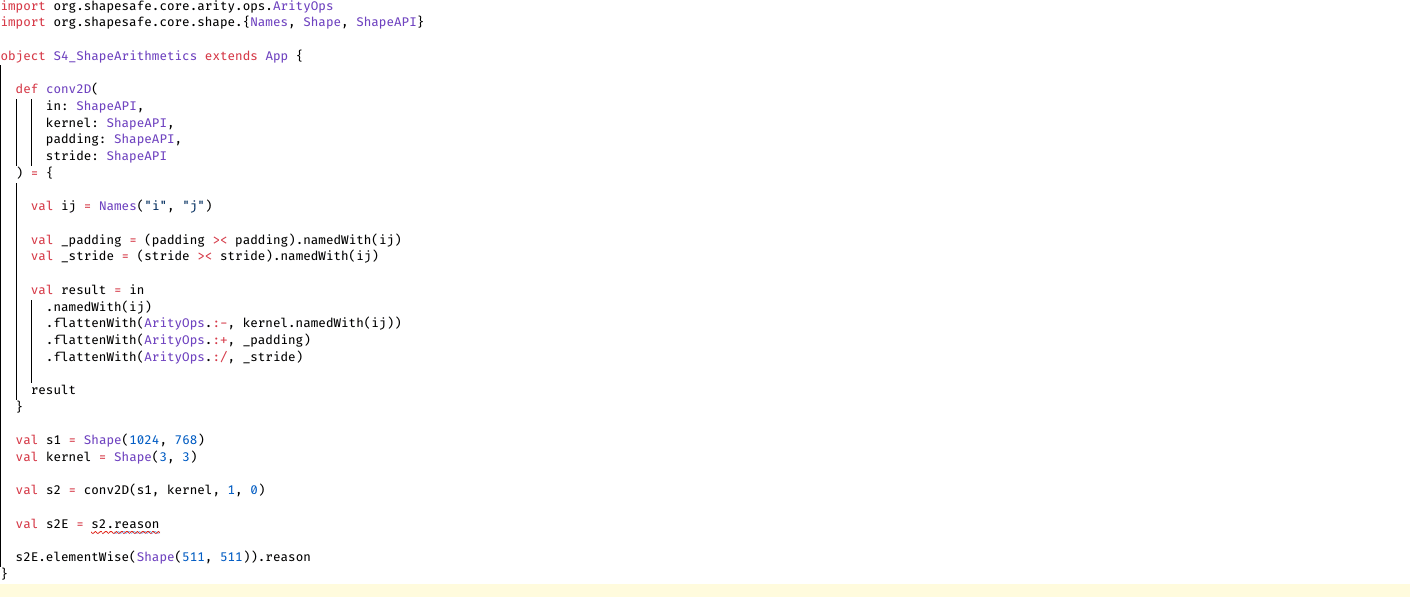 import org.shapesafe.core.arity.ops.ArityOps
import org.shapesafe.core.shape.{Names, Shape, ShapeAPI}
object S4_ShapeArithmetics extends App {
def conv2D(
in: ShapeAPI,
kernel: ShapeAPI,
padding: ShapeAPI,
stride: ShapeAPI
) = {
val ij = Names("i", "j")
val _padding = (padding >< padding).namedWith(ij)
val _stride = (stride >< stride).namedWith(ij)
val result = in
.namedWith(ij)
.flattenWith(ArityOps.:-, kernel.namedWith(ij))
.flattenWith(ArityOps.:+, _padding)
.flattenWith(ArityOps.:/, _stride)
result
}
val s1 = Shape(1024, 768)
val kernel = Shape(3, 3)
val s2 = conv2D(s1, kernel, 1, 0)
val s2E = s2.reason
s2E.elementWise(Shape(511, 511)).reason
}